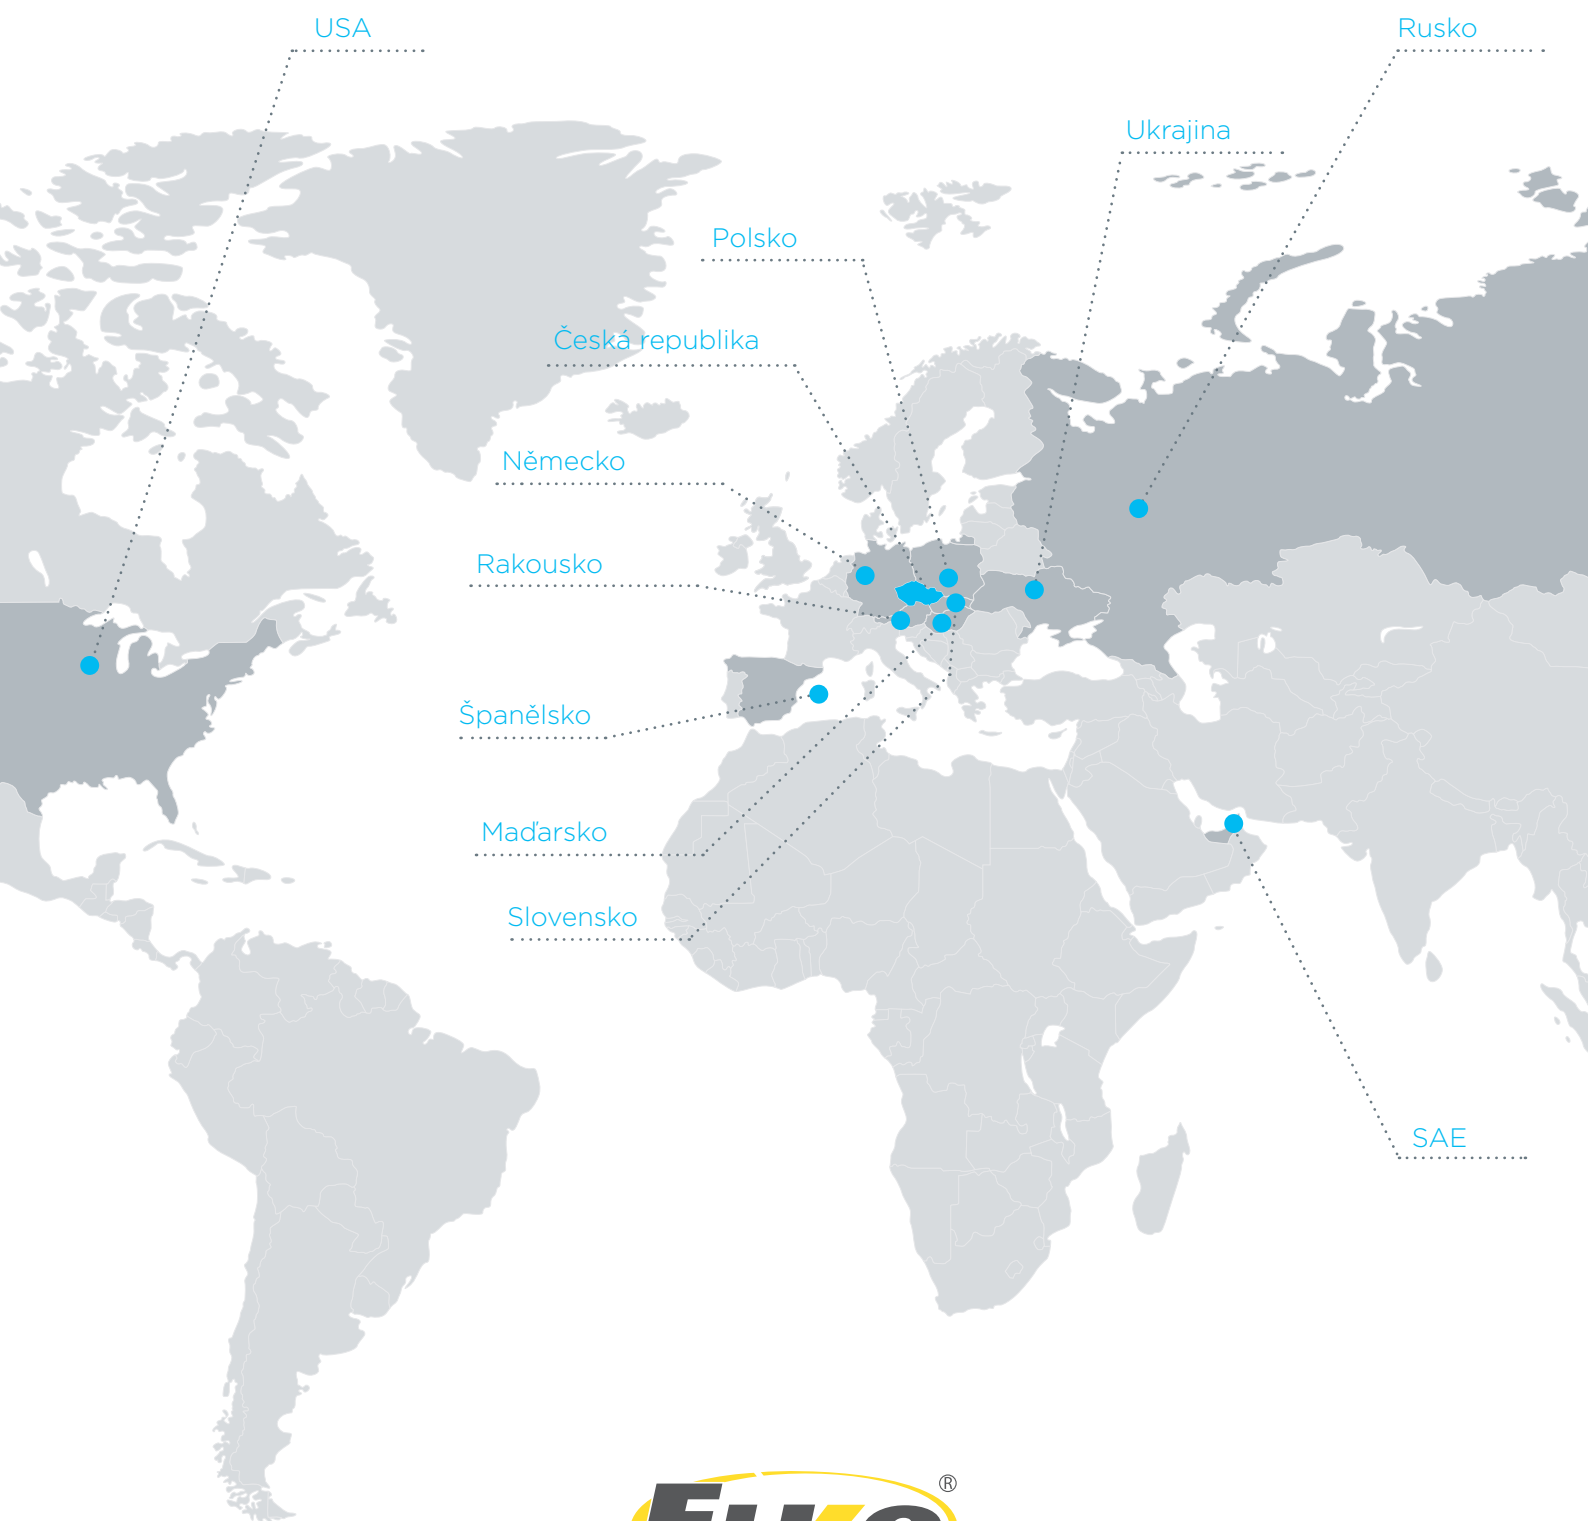 USA
Rusko
Ukrajina
Polsko
Česká republika
Německo
Rakousko
Španělsko
Maďarsko
Slovensko
SAE
®